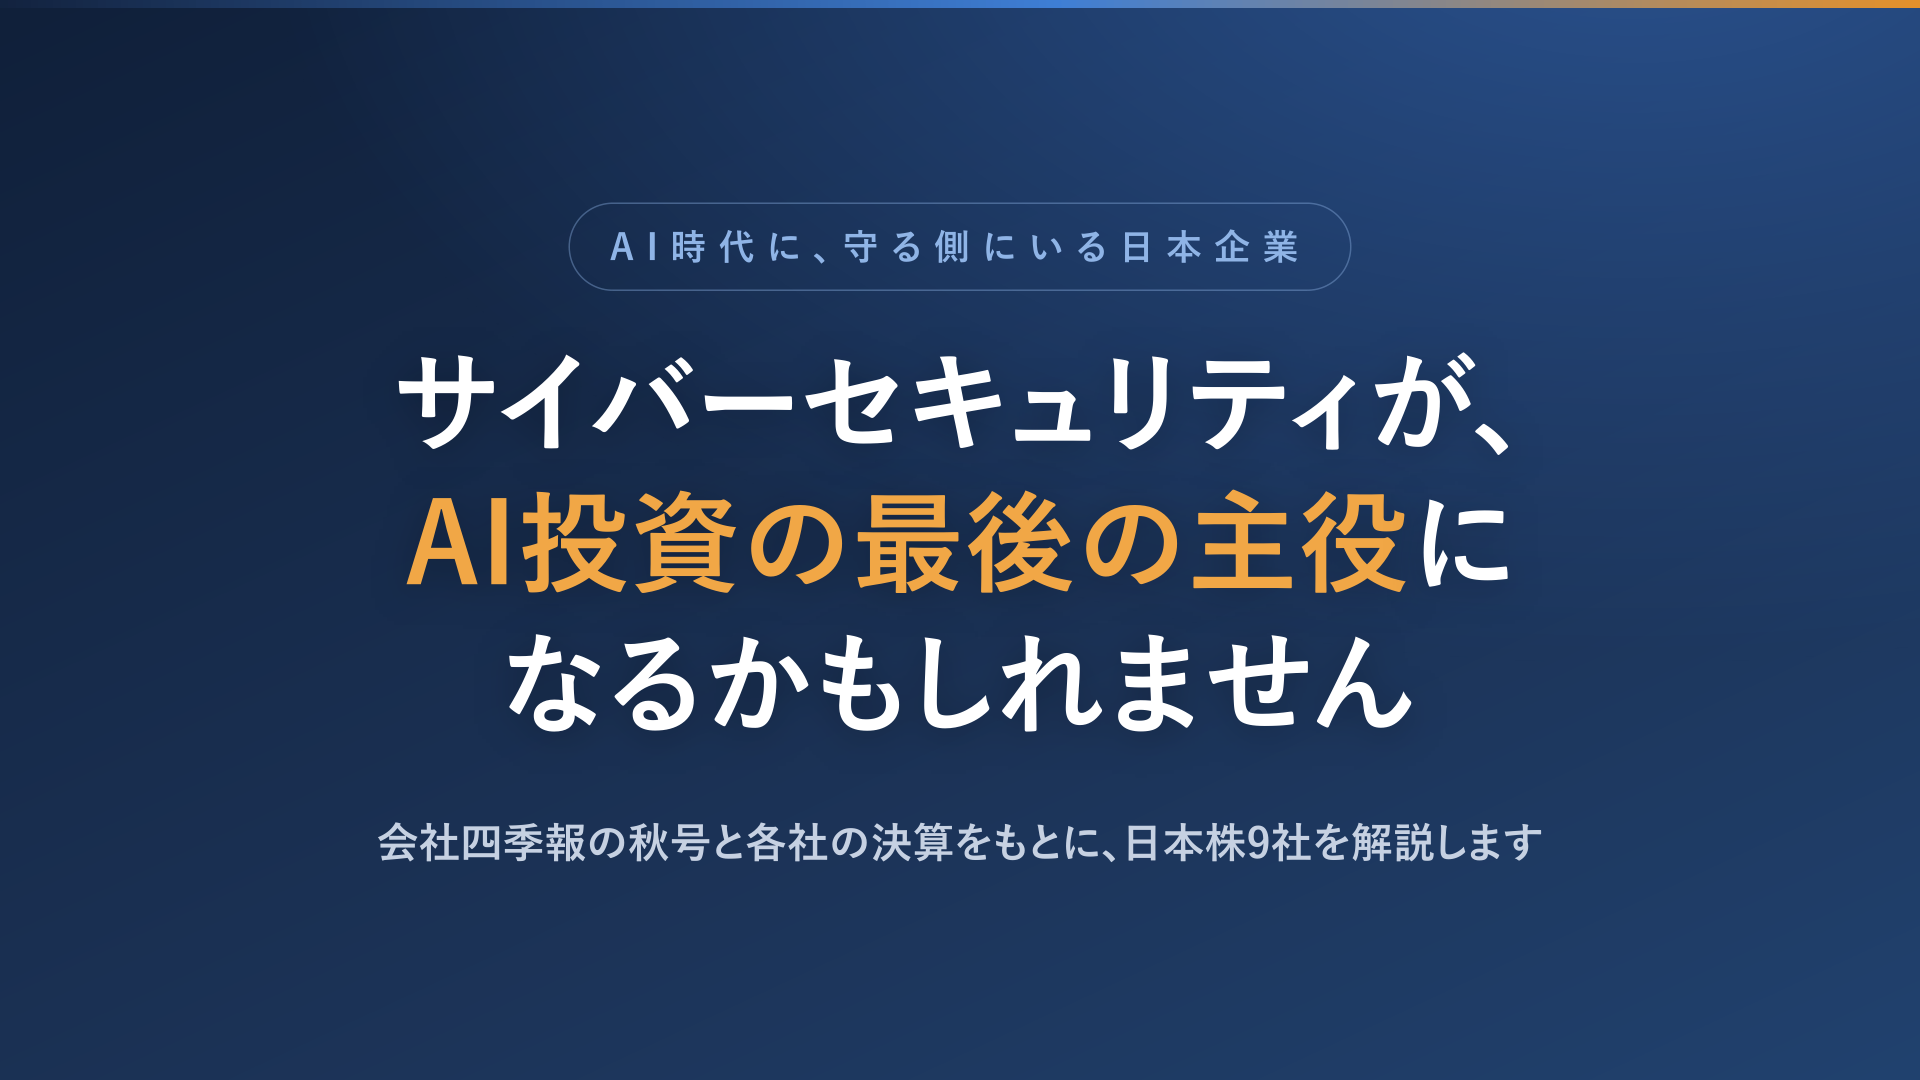 AI時代に、守る側にいる日本企業
サイバーセキュリティが、
AI投資の最後の主役に
なるかもしれません
会社四季報の秋号と各社の決算をもとに、日本株9社を解説します